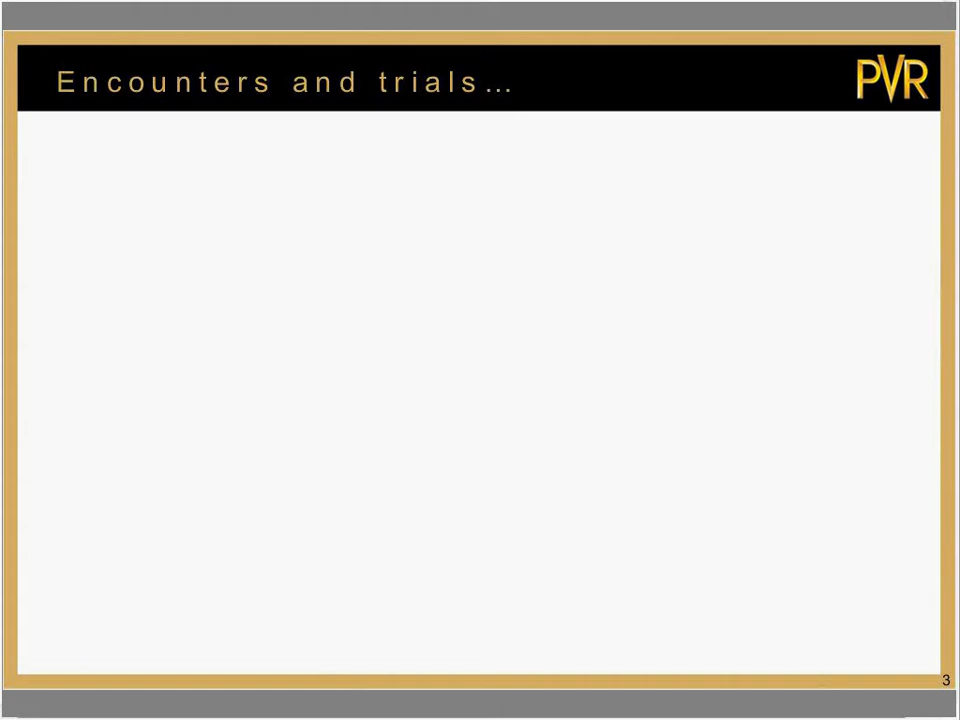 Encounters and trials…
PVR
3